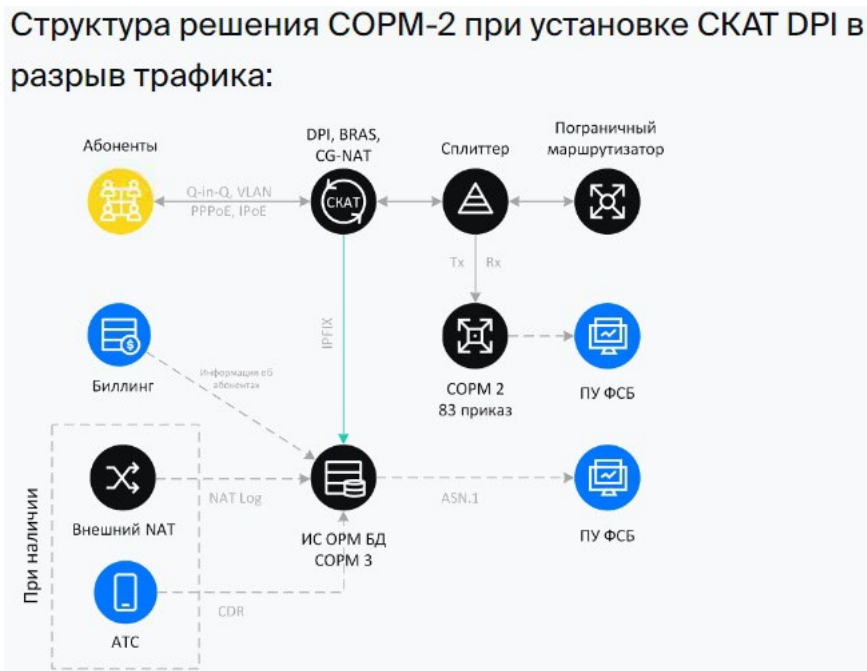 Структура решения СОРМ-2 при установке СКАТ DPI в
разрыв трафика:
Абоненты
DPI, BRAS,
CG-NAT
Сплиттер
Пограничный
маршрутизатор
Q-in-Q, VLAN
PPPoE, IPoE
СКАТ
Tx
Rx
IPFIX
Биллинг
Информация об
абонентах
СОРМ 2
83 приказ
ПУ ФСБ
При наличии
Внешний NAT
NAT Log
ИС ОРМ БД
СОРМ 3
ASN.1
ПУ ФСБ
АТС
CDR